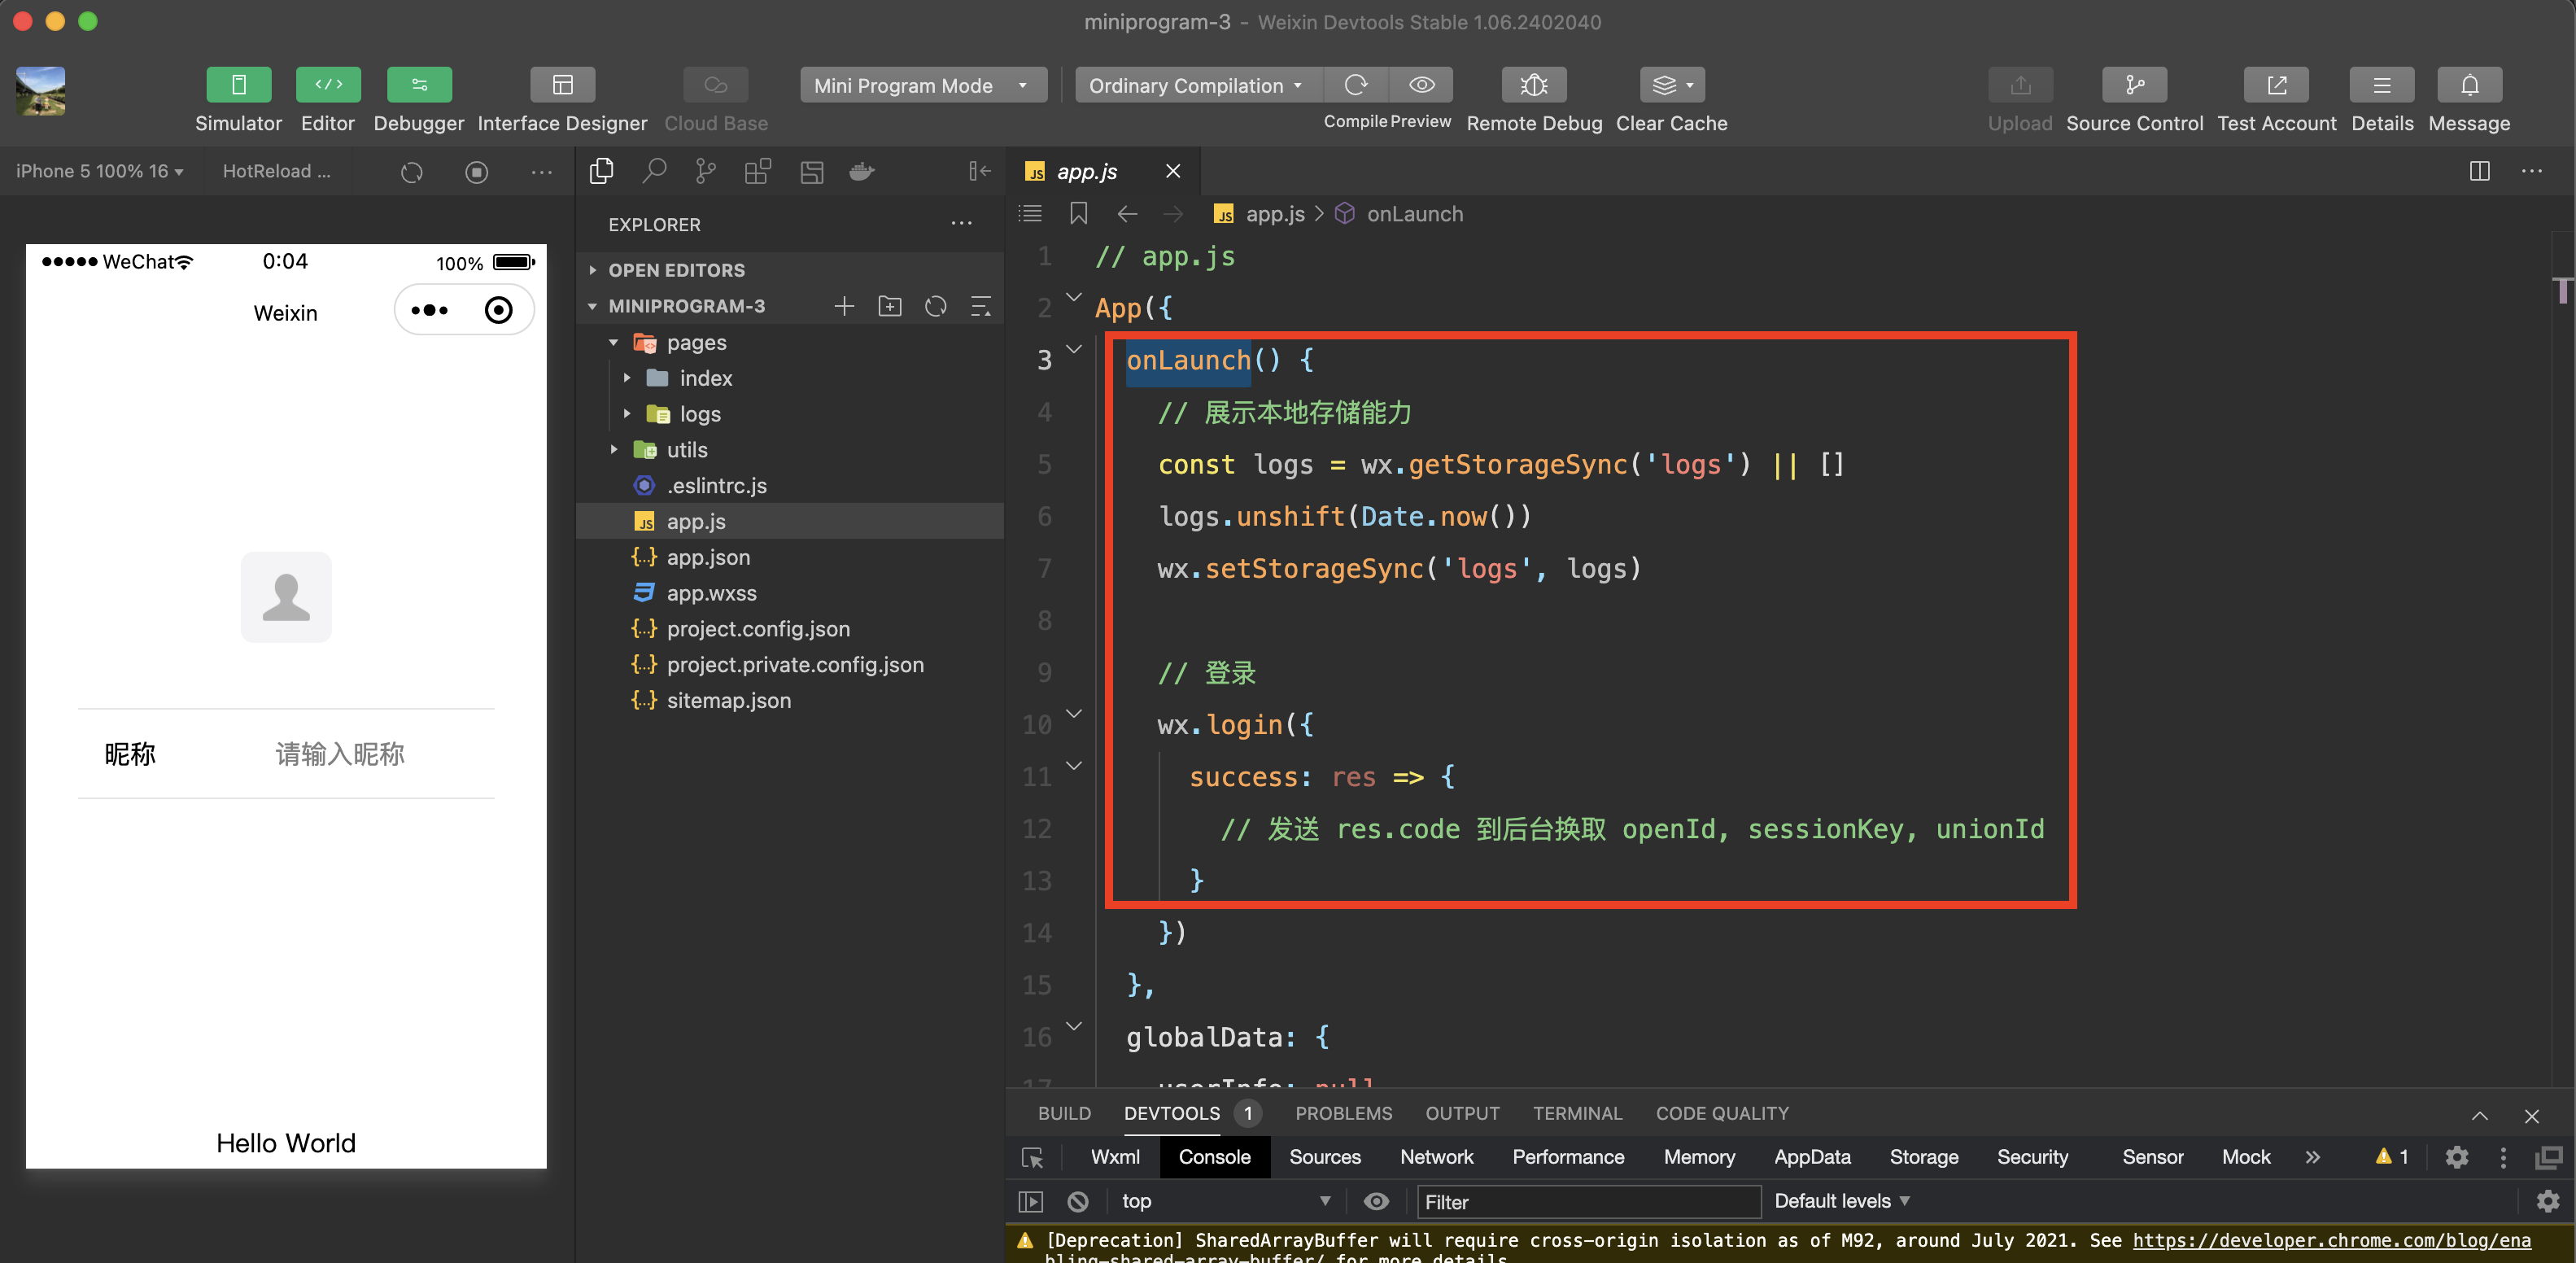 miniprogram-3 - Weixin Devtools Stable 1.06.2402040
Simulator
Editor
Debugger
Interface Designer
Cloud Base
Mini Program Mode
Ordinary Compilation
Compile
Preview
Remote Debug
Clear Cache
Upload
Source Control
Test Account
Details
Message
iPhone 5 100% 16
HotReload ...
WeChat
0:04
100%
Weixin
昵称
请输入昵称
Hello World
EXPLORER
OPEN EDITORS
MINIPROGRAM-3
pages
index
logs
utils
.eslintrc.js
JS app.js
{..} app.json
app.wxss
{..} project.config.json
{..} project.private.config.json
{..} sitemap.json
JS app.js
JS app.js > onLaunch
1 // app.js
2 App({
3 onLaunch() {
4 // 展示本地存储能力
5 const logs = wx.getStorageSync('logs') || []
6 logs.unshift(Date.now())
7 wx.setStorageSync('logs', logs)
8
9 // 登录
10 wx.login({
11 success: res => {
12 // 发送 res.code 到后台换取 openId, sessionKey, unionId
13 }
14 })
15 },
16 globalData: {
17 userInfo: null
BUILD
DEVTOOLS 1
PROBLEMS
OUTPUT
TERMINAL
CODE QUALITY
Wxml
Console
Sources
Network
Performance
Memory
AppData
Storage
Security
Sensor
Mock
1
top
Filter
Default levels
[Deprecation] SharedArrayBuffer will require cross-origin isolation as of M92, around July 2021. See https://developer.chrome.com/blog/ena
bling-shared-array-buffer/ for more details.